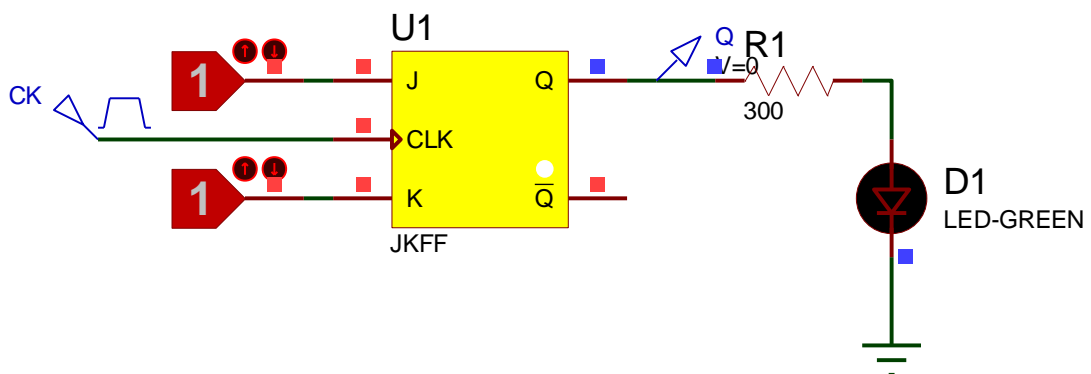 U1
Q
R1
V=0
1
J
Q
CK
300
CLK
D1
1
K
Q̅
LED-GREEN
JKFF